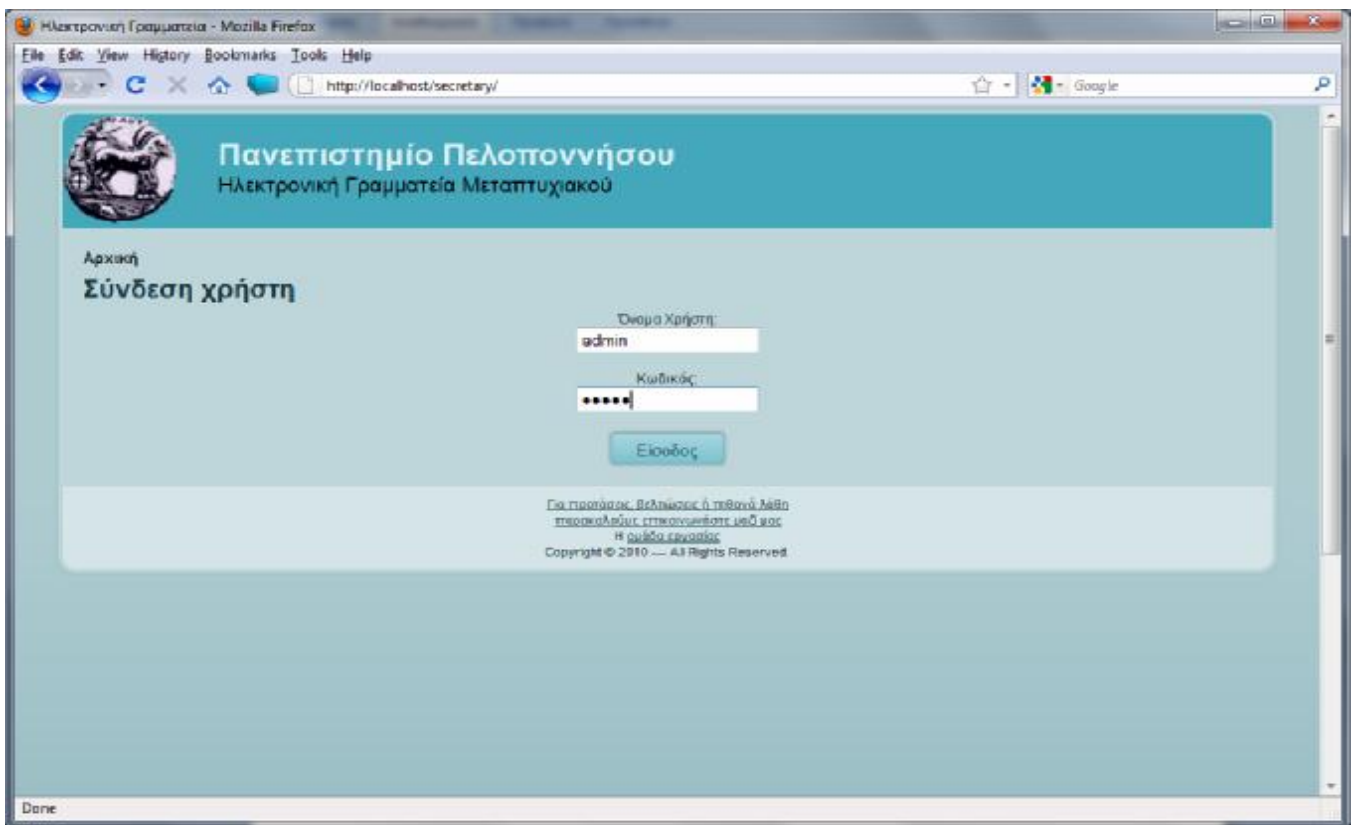 Ηλεκτρονική Γραμματεία - Mozilla Firefox
File Edit View History Bookmarks Tools Help
http://localhost/secretary/
Google
Πανεπιστημίο Πελοποννήσου
Ηλεκτρονική Γραμματεία Μεταπτυχιακού
Αρχική
Σύνδεση χρήστη
Όνομα Χρήστη:
admin
Κωδικός:
•••••
Είσοδος
Για προτάσεις, βελτιώσεις ή πιθανά λάθη
παρακαλούμε επικοινωνήστε μαζί μας
Η ομάδα εργασίας
Copyright © 2010 — All Rights Reserved.
Done